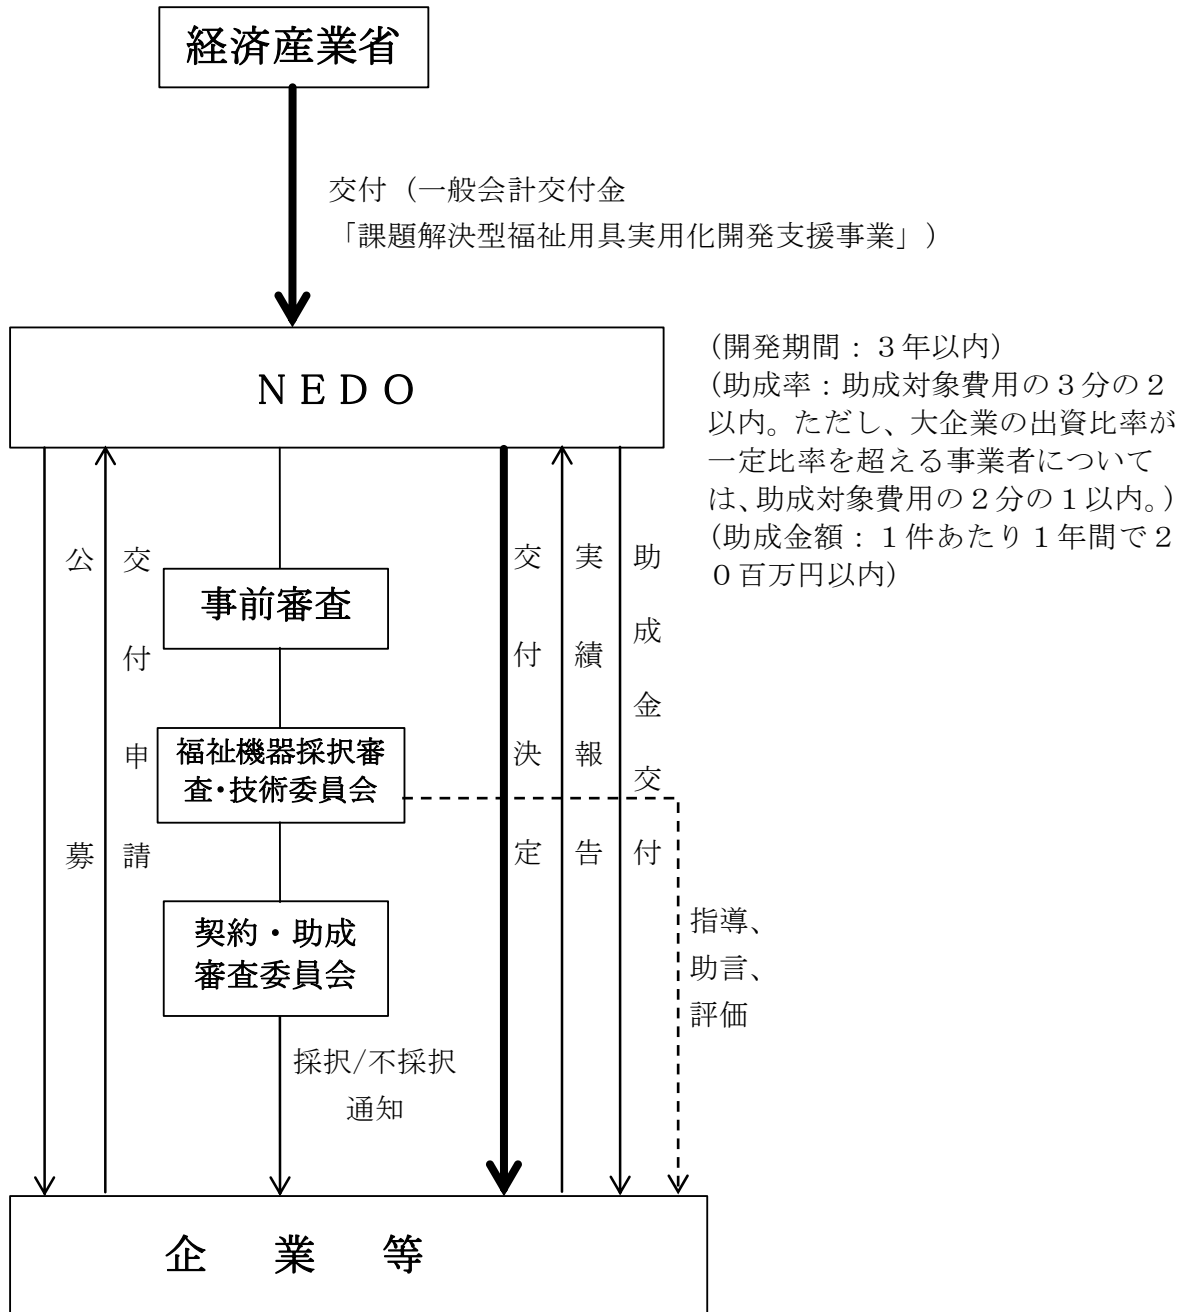 経済産業省
交付（一般会計交付金
「課題解決型福祉用具実用化開発支援事業」）
ＮＥＤＯ
（開発期間：３年以内）
（助成率：助成対象費用の３分の２
以内。ただし、大企業の出資比率が
一定比率を超える事業者について
は、助成対象費用の２分の１以内。）
（助成金額：１件あたり１年間で２
０百万円以内）
公募
交付申請
事前審査
福祉機器採択審
査・技術委員会
契約・助成
審査委員会
採択/不採択
通知
交付決定
実績報告
助成金交付
指導、
助言、
評価
企業等